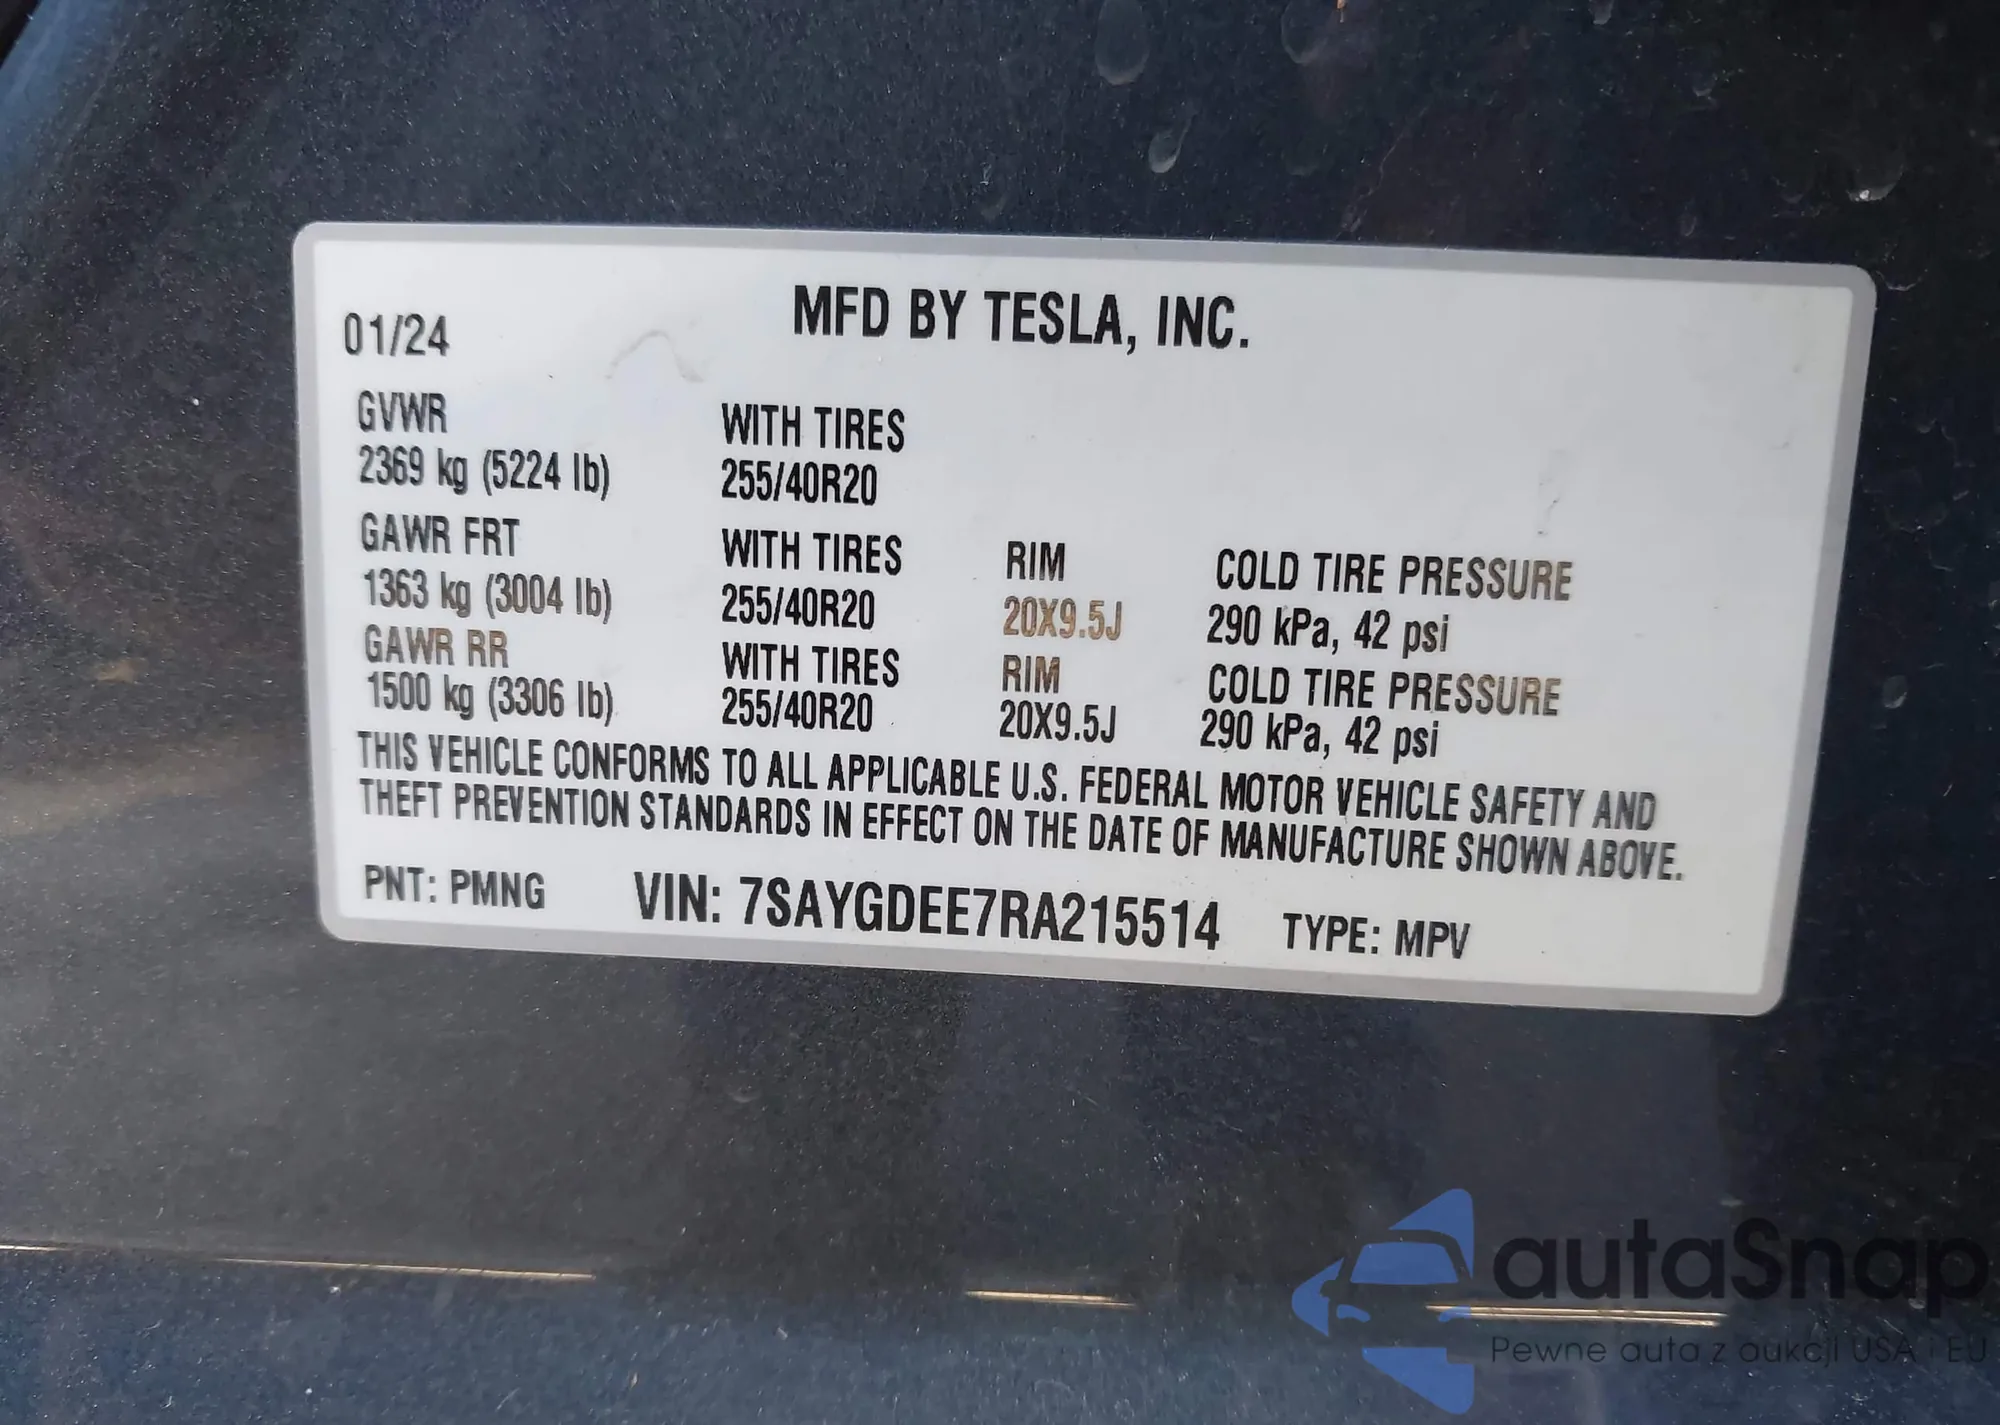 MFD BY TESLA, INC.
01/24
GVWR WITH TIRES
2369 kg (5224 lb) 255/40R20
GAWR FRT WITH TIRES RIM COLD TIRE PRESSURE
1363 kg (3004 lb) 255/40R20 20X9.5J 290 kPa, 42 psi
GAWR RR WITH TIRES RIM COLD TIRE PRESSURE
1500 kg (3306 lb) 255/40R20 20X9.5J 290 kPa, 42 psi
THIS VEHICLE CONFORMS TO ALL APPLICABLE U.S. FEDERAL MOTOR VEHICLE SAFETY AND
THEFT PREVENTION STANDARDS IN EFFECT ON THE DATE OF MANUFACTURE SHOWN ABOVE.
PNT: PMNG VIN: 7SAYGDEE7RA215514 TYPE: MPV
autaSnap
Pewne auta z aukcji USA i EU